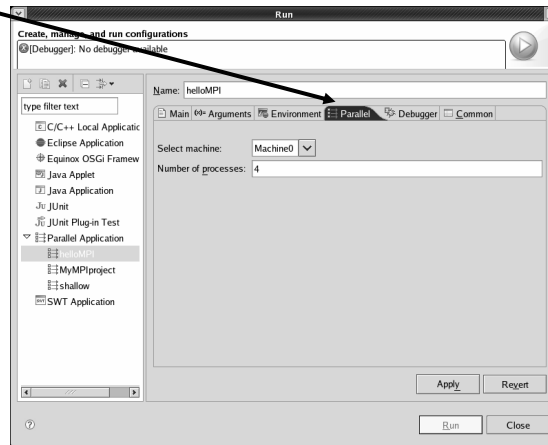 Run
Create, manage, and run configurations
[Debugger]: No debugger available
type filter text
C/C++ Local Applicatic
Eclipse Application
Equinox OSGi Framew
Java Applet
Java Application
JUnit
JUnit Plug-in Test
Parallel Application
helloMPI
MyMPIproject
shallow
SWT Application
Name: helloMPI
Main Arguments Environment Parallel Debugger Common
Select machine: Machine0
Number of processes: 4
Apply Revert
Run Close